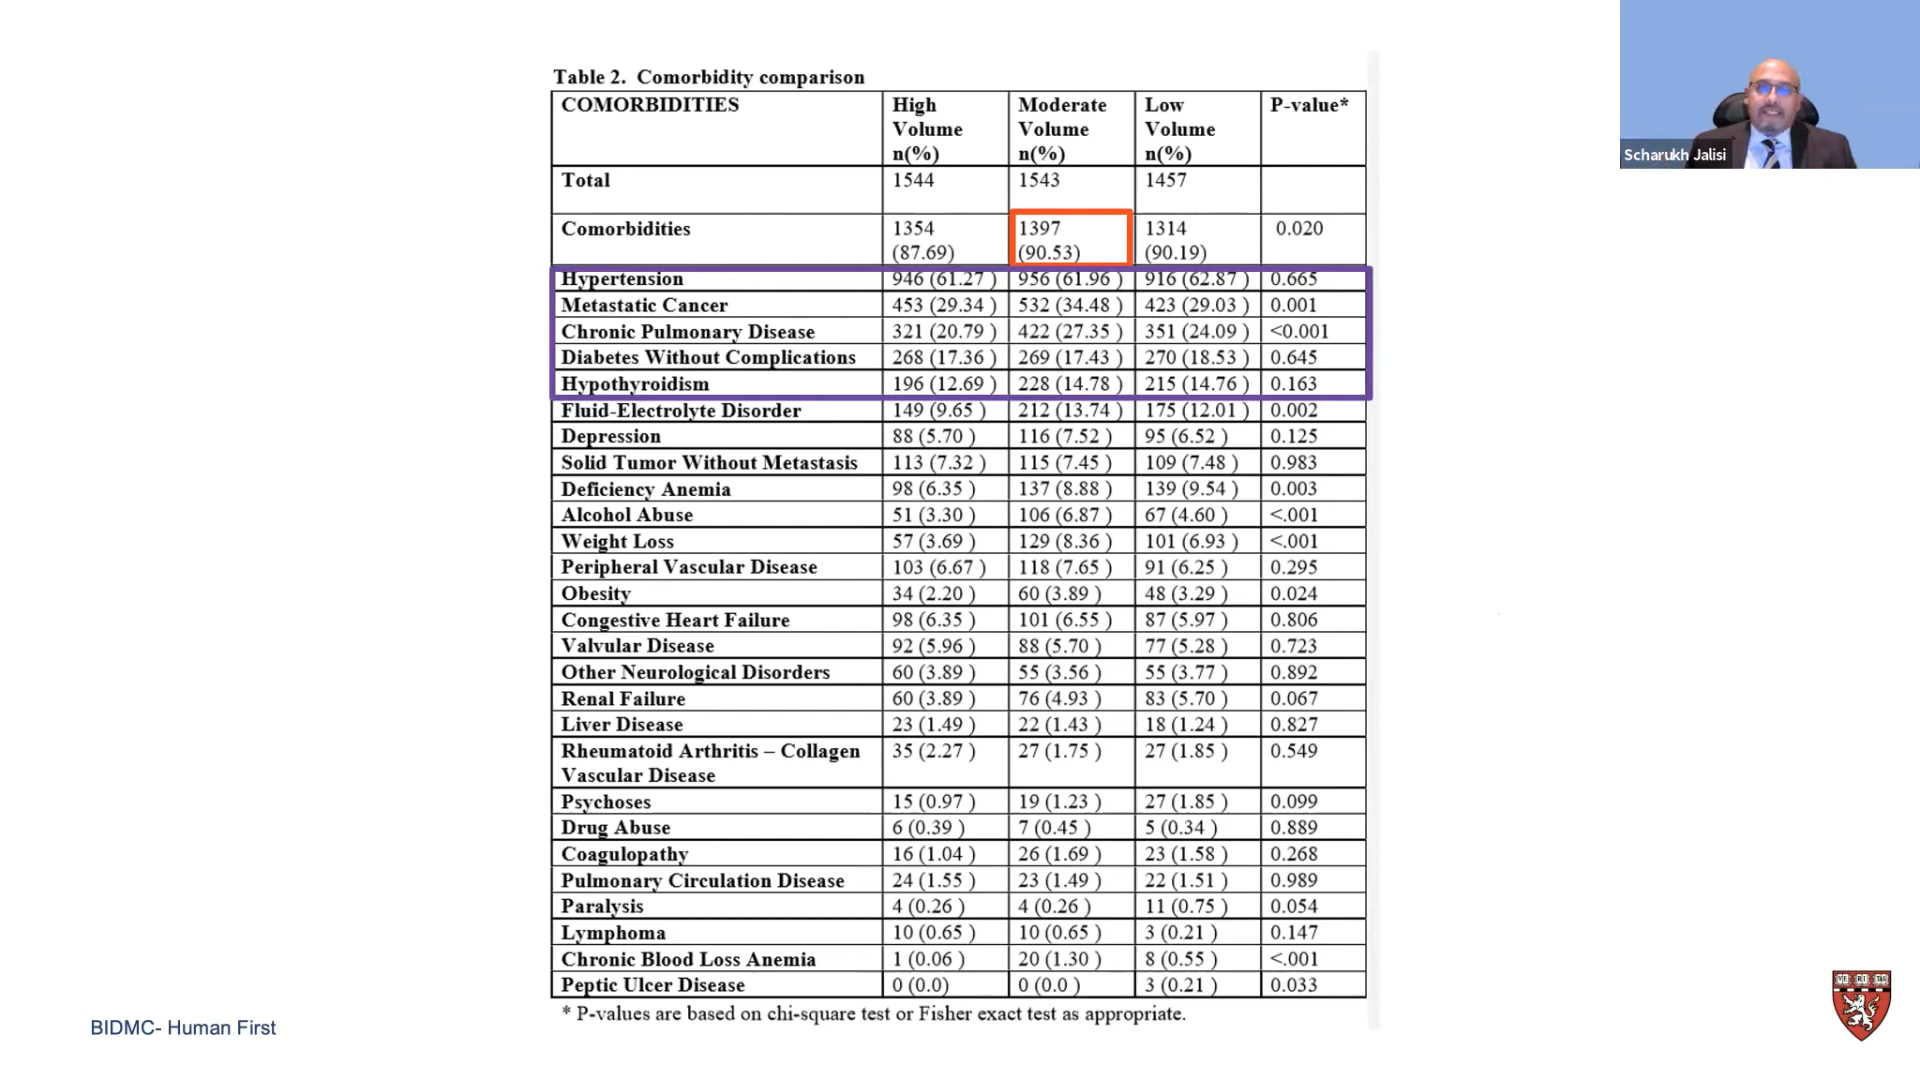 Table 2. Comorbidity comparison
COMORBIDITIES High Volume n(%) Moderate Volume n(%) Low Volume n(%) P-value*
Total 1544 1543 1457
Comorbidities 1354 (87.69) 1397 (90.53) 1314 (90.19) 0.020
Hypertension 946 (61.27 ) 956 (61.96 ) 916 (62.87 ) 0.665
Metastatic Cancer 453 (29.34 ) 532 (34.48 ) 423 (29.03 ) 0.001
Chronic Pulmonary Disease 321 (20.79 ) 422 (27.35 ) 351 (24.09 ) <0.001
Diabetes Without Complications 268 (17.36 ) 269 (17.43 ) 270 (18.53 ) 0.645
Hypothyroidism 196 (12.69 ) 228 (14.78 ) 215 (14.76 ) 0.163
Fluid-Electrolyte Disorder 149 (9.65 ) 212 (13.74 ) 175 (12.01 ) 0.002
Depression 88 (5.70 ) 116 (7.52 ) 95 (6.52 ) 0.125
Solid Tumor Without Metastasis 113 (7.32 ) 115 (7.45 ) 109 (7.48 ) 0.983
Deficiency Anemia 98 (6.35 ) 137 (8.88 ) 139 (9.54 ) 0.003
Alcohol Abuse 51 (3.30 ) 106 (6.87 ) 67 (4.60 ) <.001
Weight Loss 57 (3.69 ) 129 (8.36 ) 101 (6.93 ) <.001
Peripheral Vascular Disease 103 (6.67 ) 118 (7.65 ) 91 (6.25 ) 0.295
Obesity 34 (2.20 ) 60 (3.89 ) 48 (3.29 ) 0.024
Congestive Heart Failure 98 (6.35 ) 101 (6.55 ) 87 (5.97 ) 0.806
Valvular Disease 92 (5.96 ) 88 (5.70 ) 77 (5.28 ) 0.723
Other Neurological Disorders 60 (3.89 ) 55 (3.56 ) 55 (3.77 ) 0.892
Renal Failure 60 (3.89 ) 76 (4.93 ) 83 (5.70 ) 0.067
Liver Disease 23 (1.49 ) 22 (1.43 ) 18 (1.24 ) 0.827
Rheumatoid Arthritis – Collagen Vascular Disease 35 (2.27 ) 27 (1.75 ) 27 (1.85 ) 0.549
Psychoses 15 (0.97 ) 19 (1.23 ) 27 (1.85 ) 0.099
Drug Abuse 6 (0.39 ) 7 (0.45 ) 5 (0.34 ) 0.889
Coagulopathy 16 (1.04 ) 26 (1.69 ) 23 (1.58 ) 0.268
Pulmonary Circulation Disease 24 (1.55 ) 23 (1.49 ) 22 (1.51 ) 0.989
Paralysis 4 (0.26 ) 4 (0.26 ) 11 (0.75 ) 0.054
Lymphoma 10 (0.65 ) 10 (0.65 ) 3 (0.21 ) 0.147
Chronic Blood Loss Anemia 1 (0.06 ) 20 (1.30 ) 8 (0.55 ) <.001
Peptic Ulcer Disease 0 (0.0) 0 (0.0 ) 3 (0.21 ) 0.033
* P-values are based on chi-square test or Fisher exact test as appropriate.
Scharukh Jalisi
BIDMC- Human First
VE RI TAS